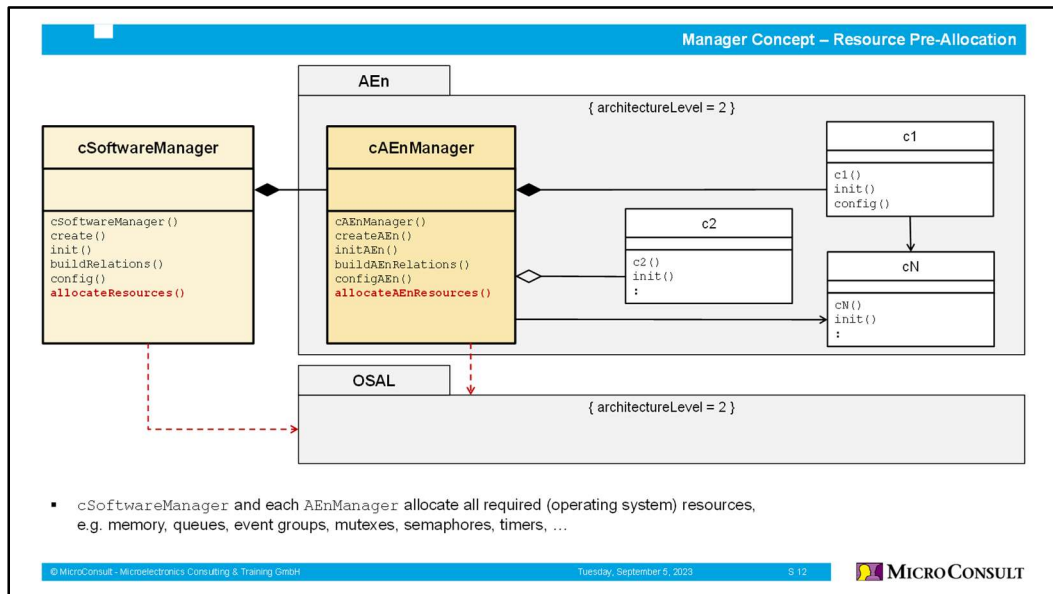 Manager Concept – Resource Pre-Allocation
AEn
{ architectureLevel = 2 }
cSoftwareManager
cSoftwareManager()
create()
init()
buildRelations()
config()
allocateResources()
cAEnManager
cAEnManager()
createAEn()
initAEn()
buildAEnRelations()
configAEn()
allocateAEnResources()
c1
c1()
init()
config()
c2
c2()
init()
:
cN
cN()
init()
:
OSAL
{ architectureLevel = 2 }
▪ cSoftwareManager and each AEnManager allocate all required (operating system) resources,
e.g. memory, queues, event groups, mutexes, semaphores, timers, …
© MicroConsult - Microelectronics Consulting & Training GmbH
Tuesday, September 5, 2023
S 12
MICROCONSULT